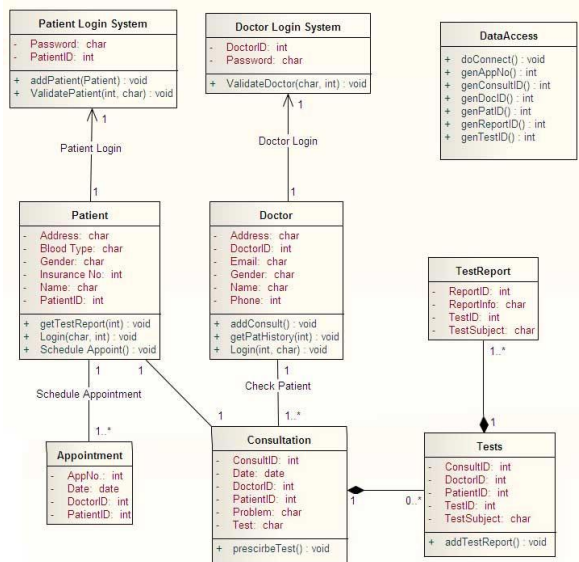 Patient Login System
- Password: char
- PatientID: int
+ addPatient(Patient) : void
+ ValidatePatient(int, char) : void
Doctor Login System
- DoctorID: int
- Password: char
+ ValidateDoctor(char, int) : void
DataAccess
+ doConnect() : void
+ genAppNo() : int
+ genConsultID() : int
+ genDocID() : int
+ genPatID() : int
+ genReportID() : int
+ genTestID() : int
1
Patient Login
1
1
Doctor Login
1
Patient
- Address: char
- Blood Type: char
- Gender: char
- Insurance No: int
- Name: char
- PatientID: int
+ getTestReport(int) : void
+ Login(char, int) : void
+ Schedule Appoint() : void
Doctor
- Address: char
- DoctorID: int
- Email: char
- Gender: char
- Name: char
- Phone: int
+ addConsult() : void
+ getPatHistory(int) : void
+ Login(int, char) : void
TestReport
- ReportID: int
- ReportInfo: char
- TestID: int
- TestSubject: char
1..*
1
1
1
1
Schedule Appointment
Check Patient
1..*
1
1..*
1
Appointment
- AppNo.: int
- Date: date
- DoctorID: int
- PatientID: int
Consultation
- ConsultID: int
- Date: date
- DoctorID: int
- PatientID: int
- Problem: char
- Test: char
+ prescirbeTest() : void
1
0..*
Tests
- ConsultID: int
- DoctorID: int
- PatientID: int
- TestID: int
- TestSubject: char
+ addTestReport() : void